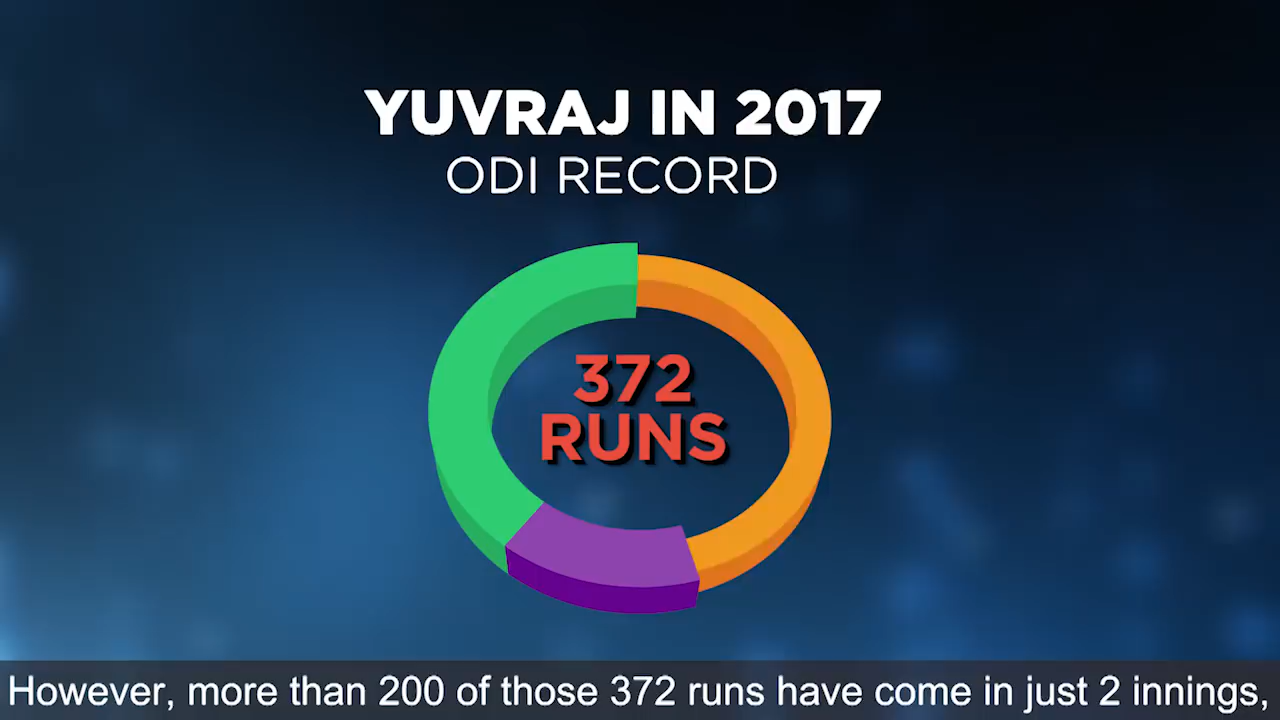 YUVRAJ IN 2017
ODI RECORD
372
RUNS
However, more than 200 of those 372 runs have come in just 2 innings,